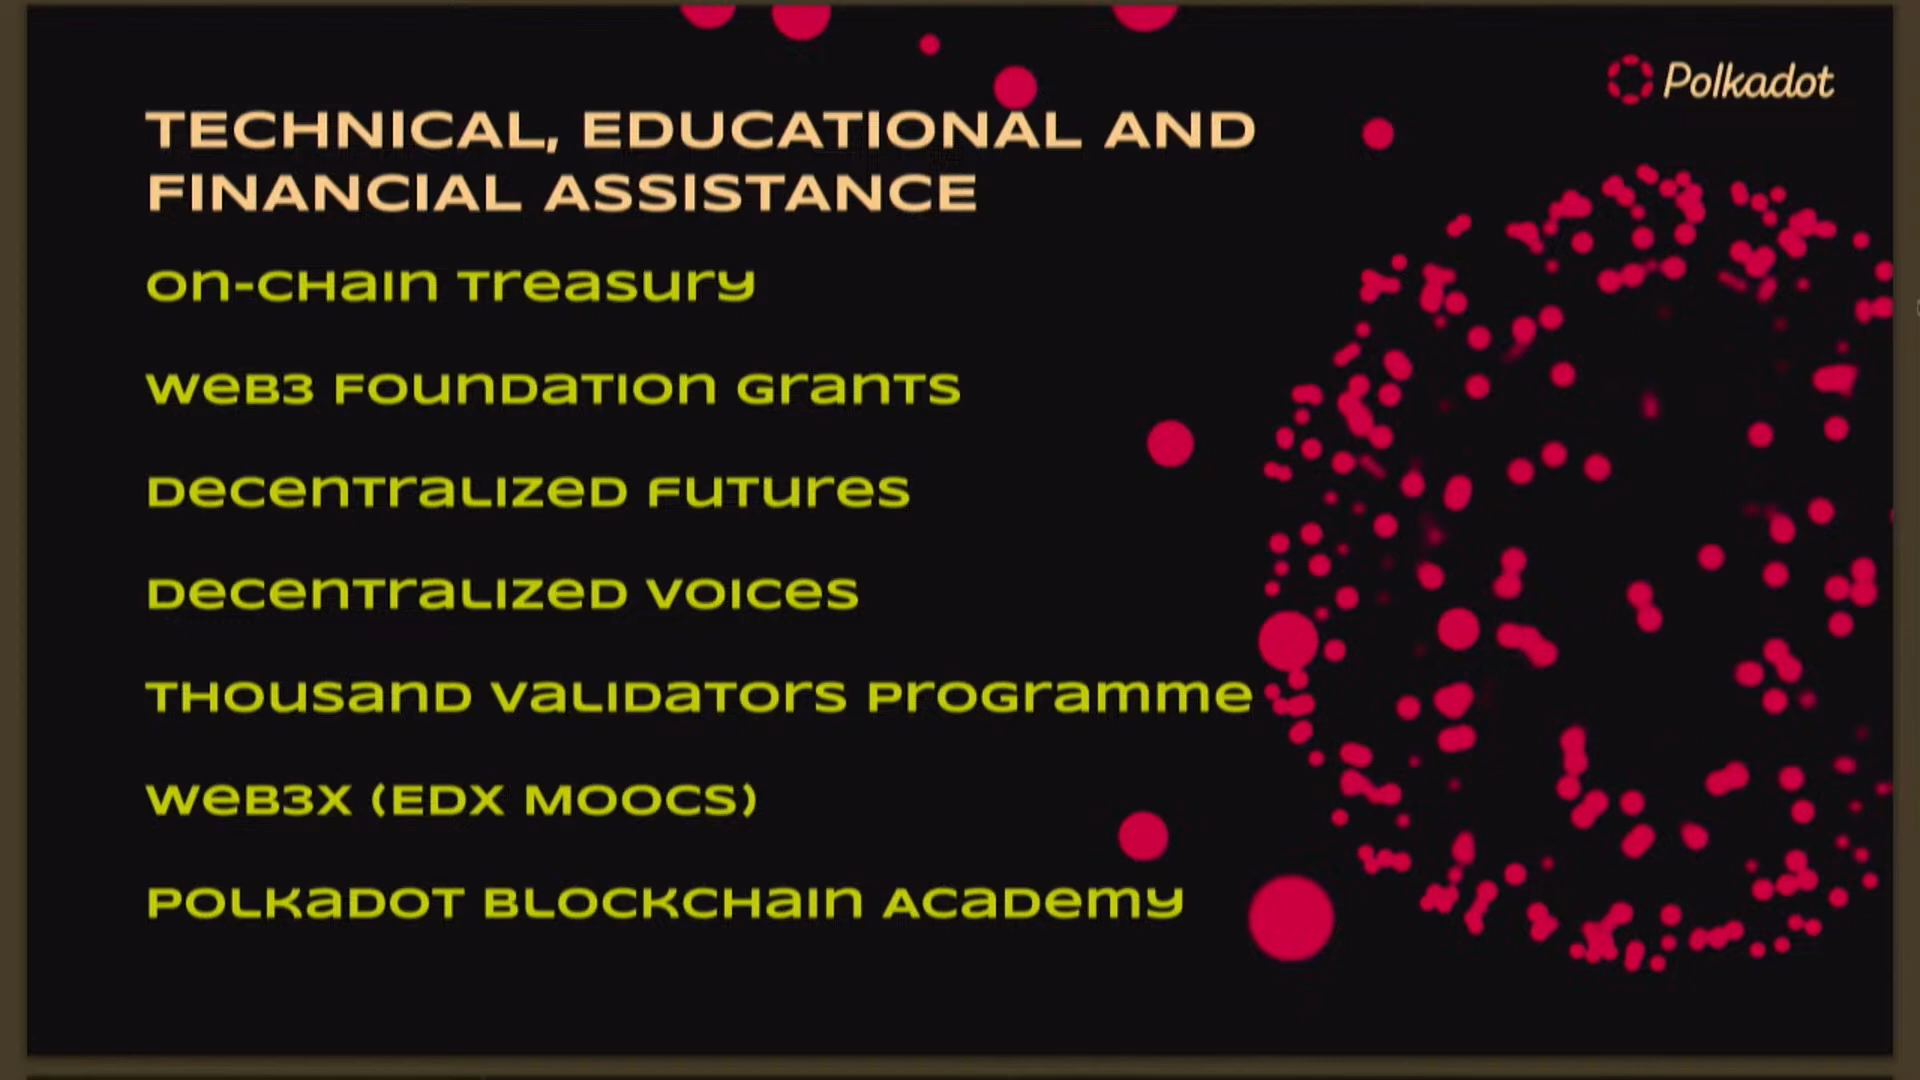 Polkadot
TECHNICAL, EDUCATIONAL AND
FINANCIAL ASSISTANCE
On-Chain Treasury
Web3 Foundation Grants
Decentralized Futures
Decentralized Voices
Thousand Validators Programme
Web3X (EDX MOOCS)
Polkadot Blockchain Academy